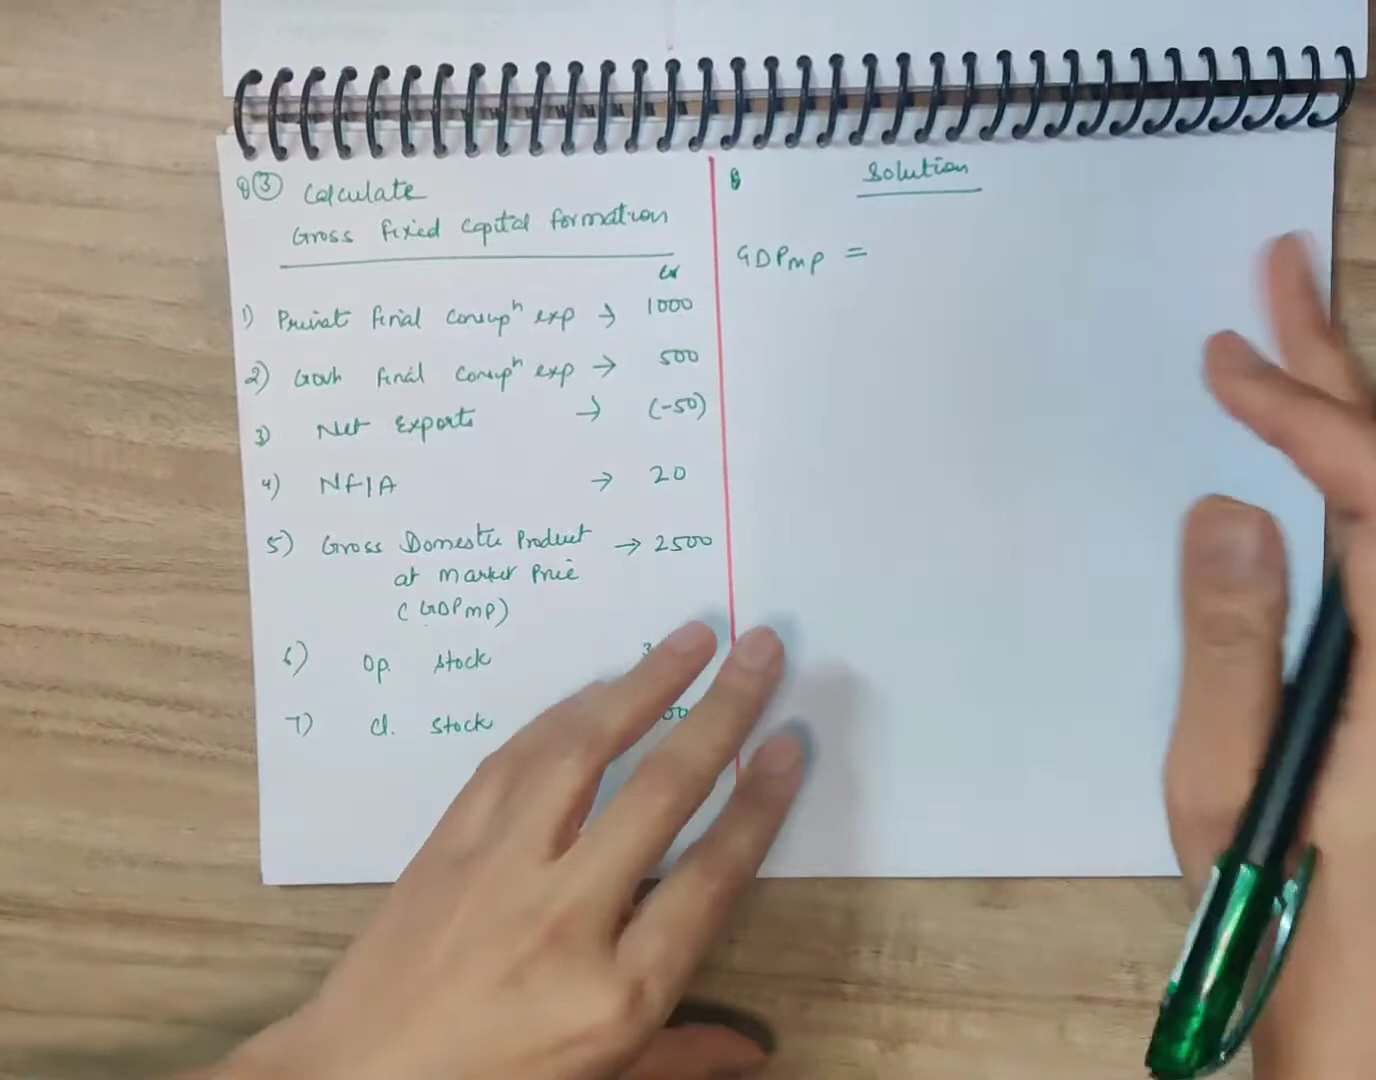 Q③ Calculate
Gross fixed Capital formation
cr
1) Privat final Consupⁿ exp → 1000
2) Govt final Consupⁿ exp → 500
3) Net Exports → (-50)
4) NFIA → 20
5) Gross Domestic Product → 2500
at market Price
(GDPMP)
6) Op. Stock 3
7) Cl. Stock 00
Solution
GDPMP =